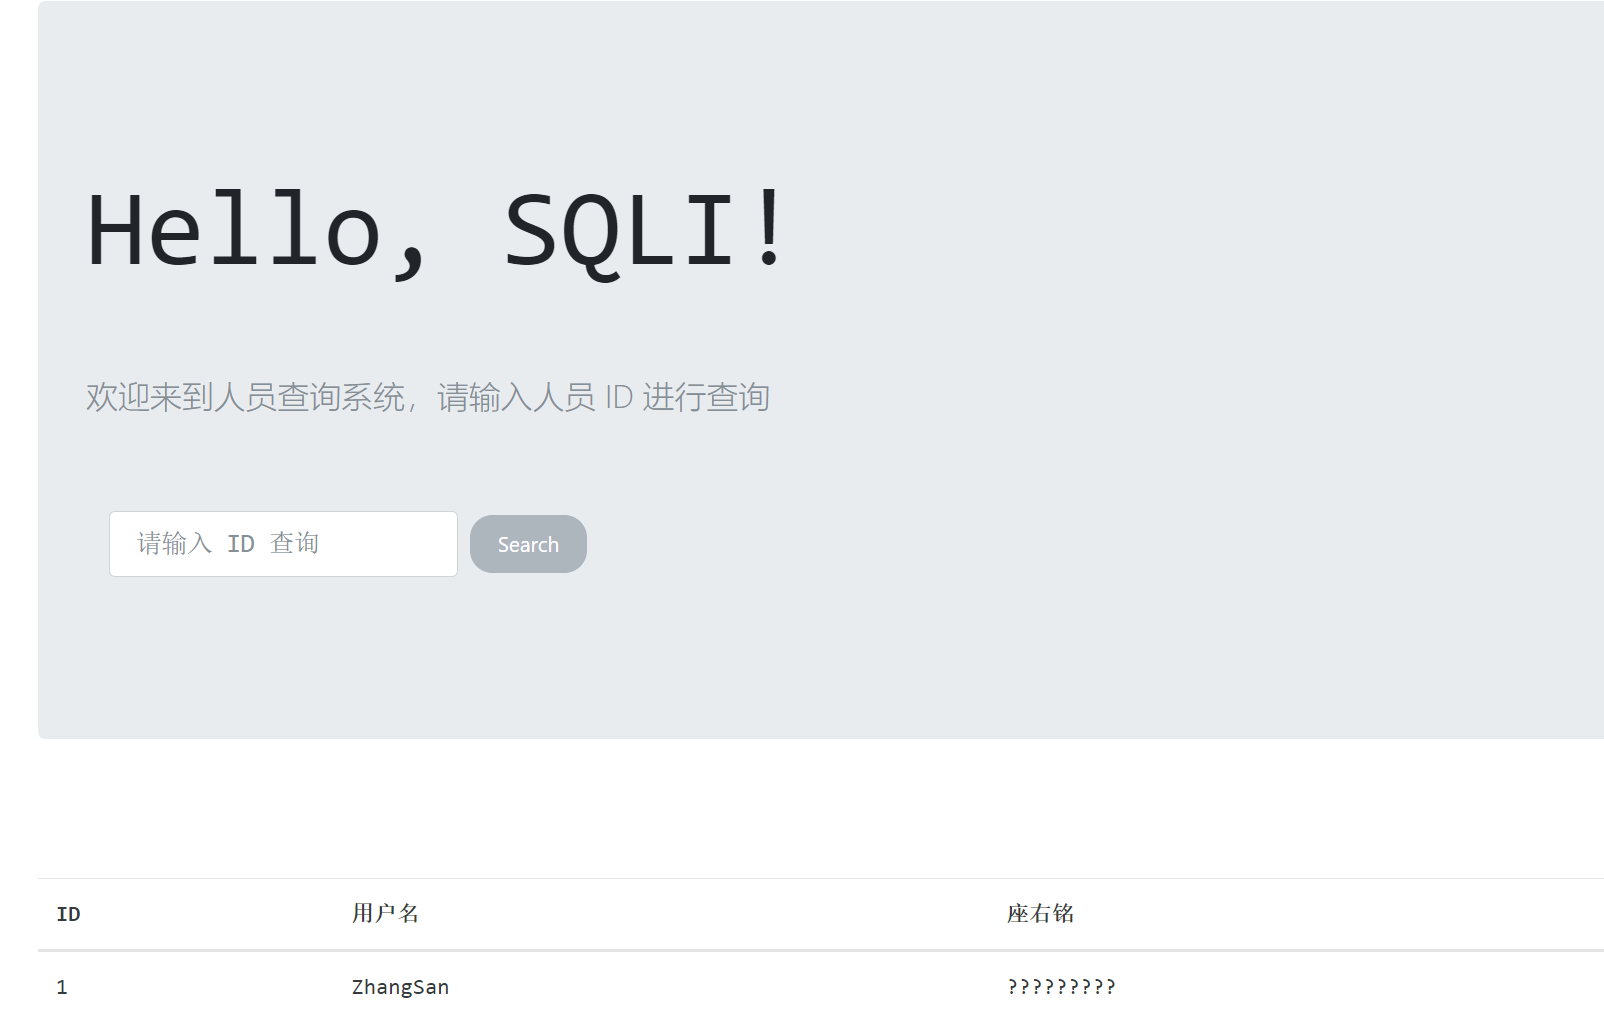 Hello, SQLI!
欢迎来到人员查询系统，请输入人员 ID 进行查询
请输入 ID 查询 Search
ID 用户名 座右铭
1 ZhangSan ?????????